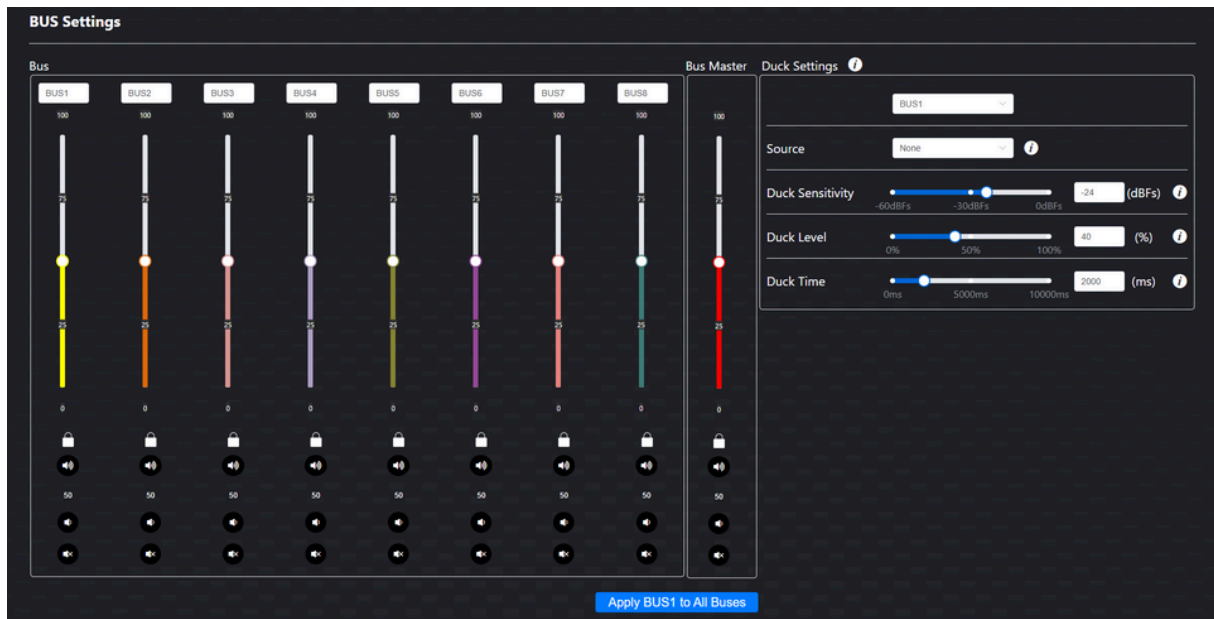 BUS Settings
Bus Bus Master Duck Settings i
BUS1 BUS2 BUS3 BUS4 BUS5 BUS6 BUS7 BUS8
100 100 100 100 100 100 100 100 100
75 75 75 75 75 75 75 75 75
25 25 25 25 25 25 25 25 25
0 0 0 0 0 0 0 0 0
50 50 50 50 50 50 50 50 50
BUS1
Source None i
Duck Sensitivity -24 (dBFs) i
-60dBFs -30dBFs 0dBFs
Duck Level 40 (%) i
0% 50% 100%
Duck Time 2000 (ms) i
0ms 5000ms 10000ms
Apply BUS1 to All Buses